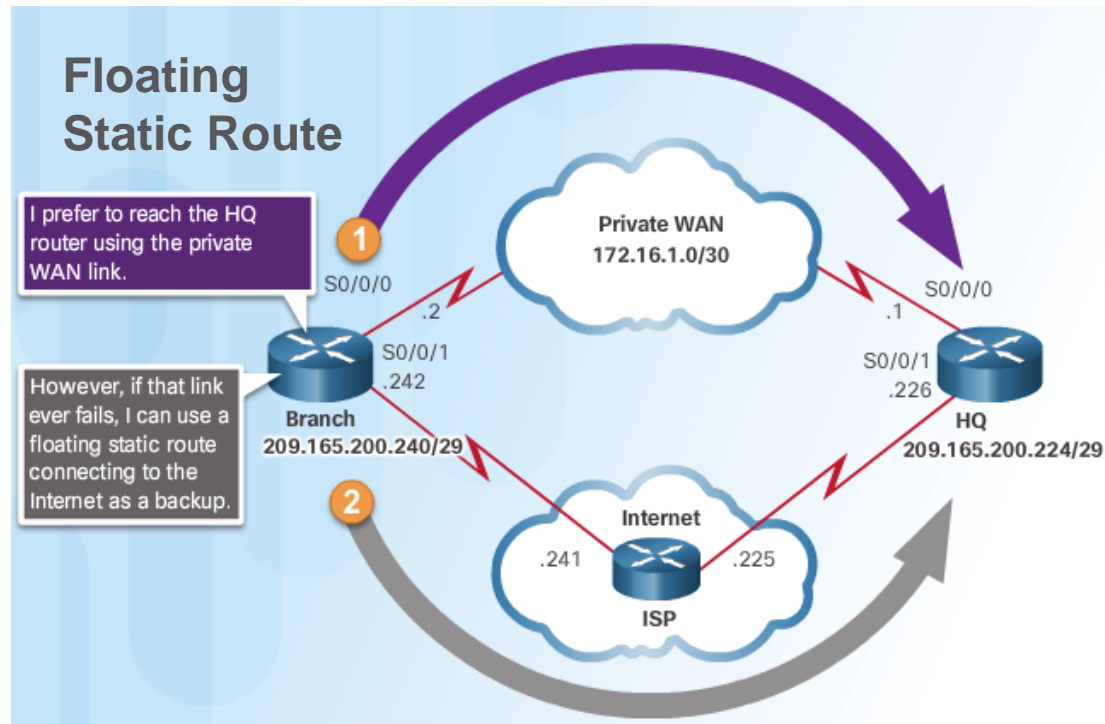 Floating
Static Route
I prefer to reach the HQ
router using the private
WAN link.
1
S0/0/0
.2
Private WAN
172.16.1.0/30
S0/0/0
.1
S0/0/1
.242
S0/0/1
.226
However, if that link
ever fails, I can use a
floating static route
connecting to the
Internet as a backup.
Branch
209.165.200.240/29
HQ
209.165.200.224/29
2
Internet
.241
.225
ISP